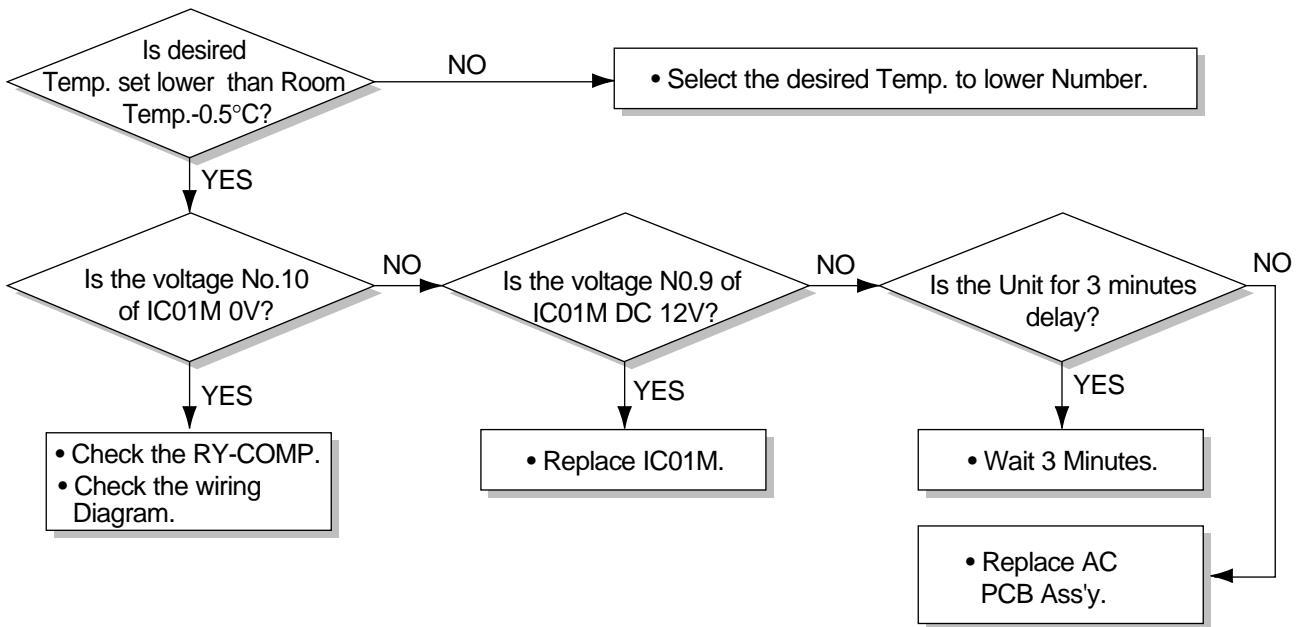 Is desired
Temp. set lower than Room
Temp.-0.5°C?
NO
• Select the desired Temp. to lower Number.
YES
Is the voltage No.10
of IC01M 0V?
NO
Is the voltage N0.9 of
IC01M DC 12V?
NO
Is the Unit for 3 minutes
delay?
NO
YES
YES
YES
• Check the RY-COMP.
• Check the wiring
Diagram.
• Replace IC01M.
• Wait 3 Minutes.
• Replace AC
PCB Ass'y.